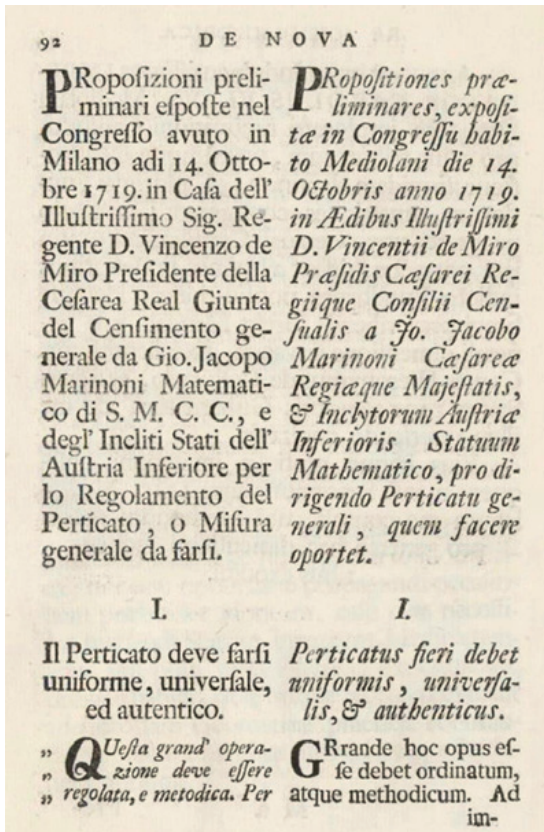 92 DE NOVA
PRopoſizioni preli-
minari eſpoſte nel
Congreſſo avuto in
Milano adi 14. Otto-
bre 1719. in Caſa dell'
Illuſtriſſimo Sig. Re-
gente D. Vincenzo de
Miro Preſidente della
Ceſarea Real Giunta
del Cenſimento ge-
nerale da Gio. Jacopo
Marinoni Matemati-
co di S. M. C. C., e
degl' Incliti Stati dell'
Auſtria Inferiore per
lo Regolamento del
Perticato, o Miſura
generale da farſi.
I.
Il Perticato deve farſi
uniforme, univerſale,
ed autentico.
„ QUeſta grand' opera-
„ zione deve eſſere
„ regolata, e metodica. Per
PRopoſitiones præ-
liminares, expoſi-
tæ in Congreſſu habi-
to Mediolani die 14.
Octobris anno 1719.
in Ædibus Illuſtriſſimi
D. Vincentii de Miro
Præſidis Cæſarei Re-
giique Conſilii Cen-
ſualis a Jo. Jacobo
Marinoni Cæſareæ
Regiæque Majeſtatis,
& Inclytorum Auſtriæ
Inferioris Statuum
Mathematico, pro di-
rigendo Perticatu ge-
nerali, quem facere
oportet.
I.
Perticatus fieri debet
uniformis, univerſa-
lis, & authenticus.
GRrande hoc opus eſ-
ſe debet ordinatum,
atque methodicum. Ad
im-